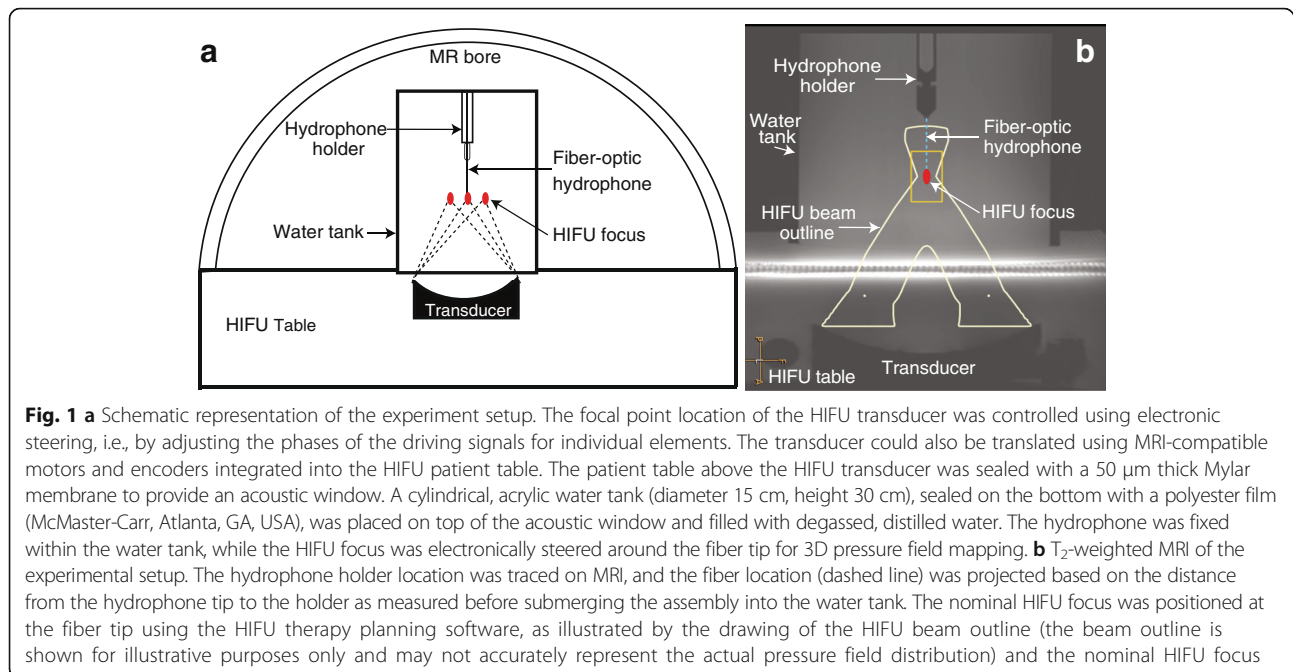 a
MR bore
Hydrophone
holder
Fiber-optic
hydrophone
Water tank
HIFU focus
Transducer
HIFU Table
b
Hydrophone
holder
Water
tank
Fiber-optic
hydrophone
HIFU focus
HIFU beam
outline
Transducer
HIFU table
Fig. 1 a Schematic representation of the experiment setup. The focal point location of the HIFU transducer was controlled using electronic
steering, i.e., by adjusting the phases of the driving signals for individual elements. The transducer could also be translated using MRI-compatible
motors and encoders integrated into the HIFU patient table. The patient table above the HIFU transducer was sealed with a 50 μm thick Mylar
membrane to provide an acoustic window. A cylindrical, acrylic water tank (diameter 15 cm, height 30 cm), sealed on the bottom with a polyester film
(McMaster-Carr, Atlanta, GA, USA), was placed on top of the acoustic window and filled with degassed, distilled water. The hydrophone was fixed
within the water tank, while the HIFU focus was electronically steered around the fiber tip for 3D pressure field mapping. b T₂-weighted MRI of the
experimental setup. The hydrophone holder location was traced on MRI, and the fiber location (dashed line) was projected based on the distance
from the hydrophone tip to the holder as measured before submerging the assembly into the water tank. The nominal HIFU focus was positioned at
the fiber tip using the HIFU therapy planning software, as illustrated by the drawing of the HIFU beam outline (the beam outline is
shown for illustrative purposes only and may not accurately represent the actual pressure field distribution) and the nominal HIFU focus